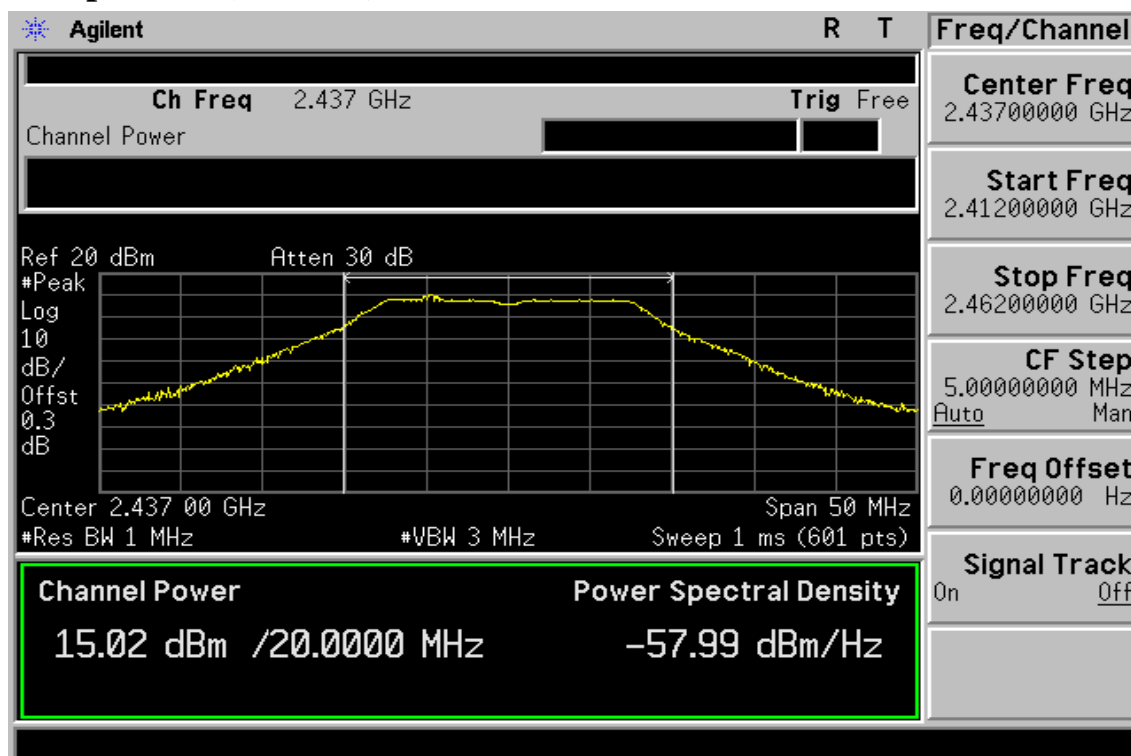 Agilent R T Freq/Channel
Ch Freq 2.437 GHz Trig Free
Channel Power
Center Freq
2.43700000 GHz
Start Freq
2.41200000 GHz
Stop Freq
2.46200000 GHz
CF Step
5.00000000 MHz
Auto Man
Freq Offset
0.00000000 Hz
Signal Track
On Off
Ref 20 dBm Atten 30 dB
#Peak
Log
10
dB/
Offst
0.3
dB
Center 2.437 00 GHz Span 50 MHz
#Res BW 1 MHz #VBW 3 MHz Sweep 1 ms (601 pts)
Channel Power Power Spectral Density
15.02 dBm /20.0000 MHz -57.99 dBm/Hz